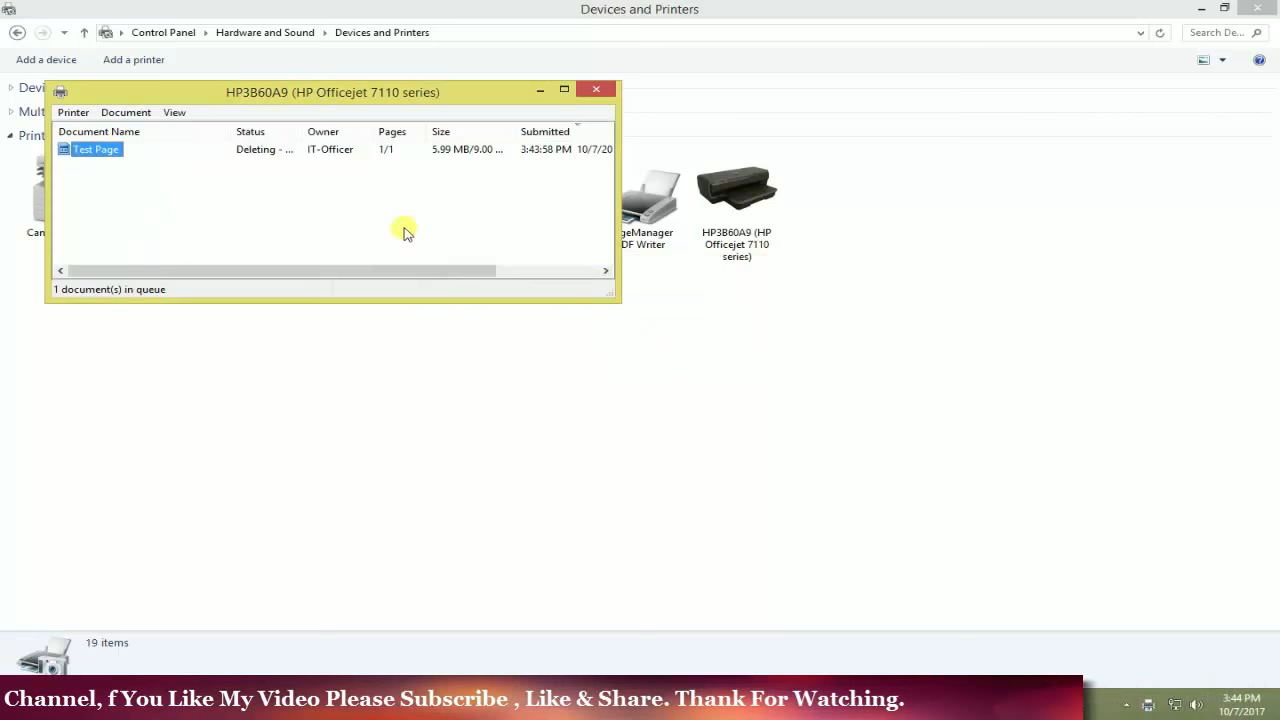 Devices and Printers
Control Panel Hardware and Sound Devices and Printers
Search De...
Add a device Add a printer
Devi
Mult
Print
HP3B60A9 (HP Officejet 7110 series)
Printer Document View
Document Name Status Owner Pages Size Submitted
Test Page Deleting - ... IT-Officer 1/1 5.99 MB/9.00 ... 3:43:58 PM 10/7/20
1 document(s) in queue
Can
geManager
DF Writer
HP3B60A9 (HP
Officejet 7110
series)
19 items
Channel, f You Like My Video Please Subscribe , Like & Share. Thank For Watching.
3:44 PM
10/7/2017